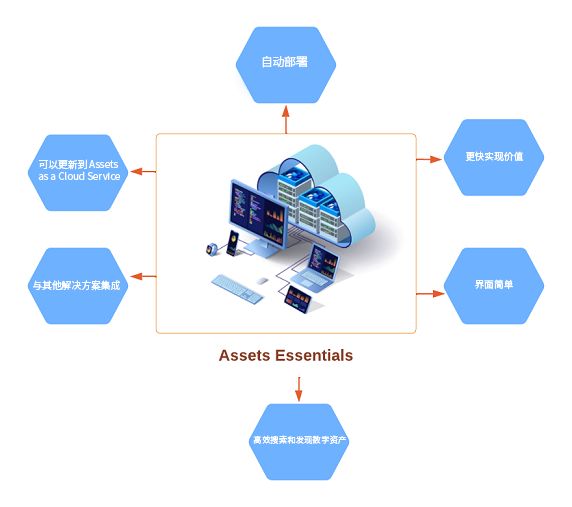 自动部署
可以更新到 Assets
as a Cloud Service
更快实现价值
与其他解决方案集成
界面简单
Assets Essentials
高效搜索和发现数字资产